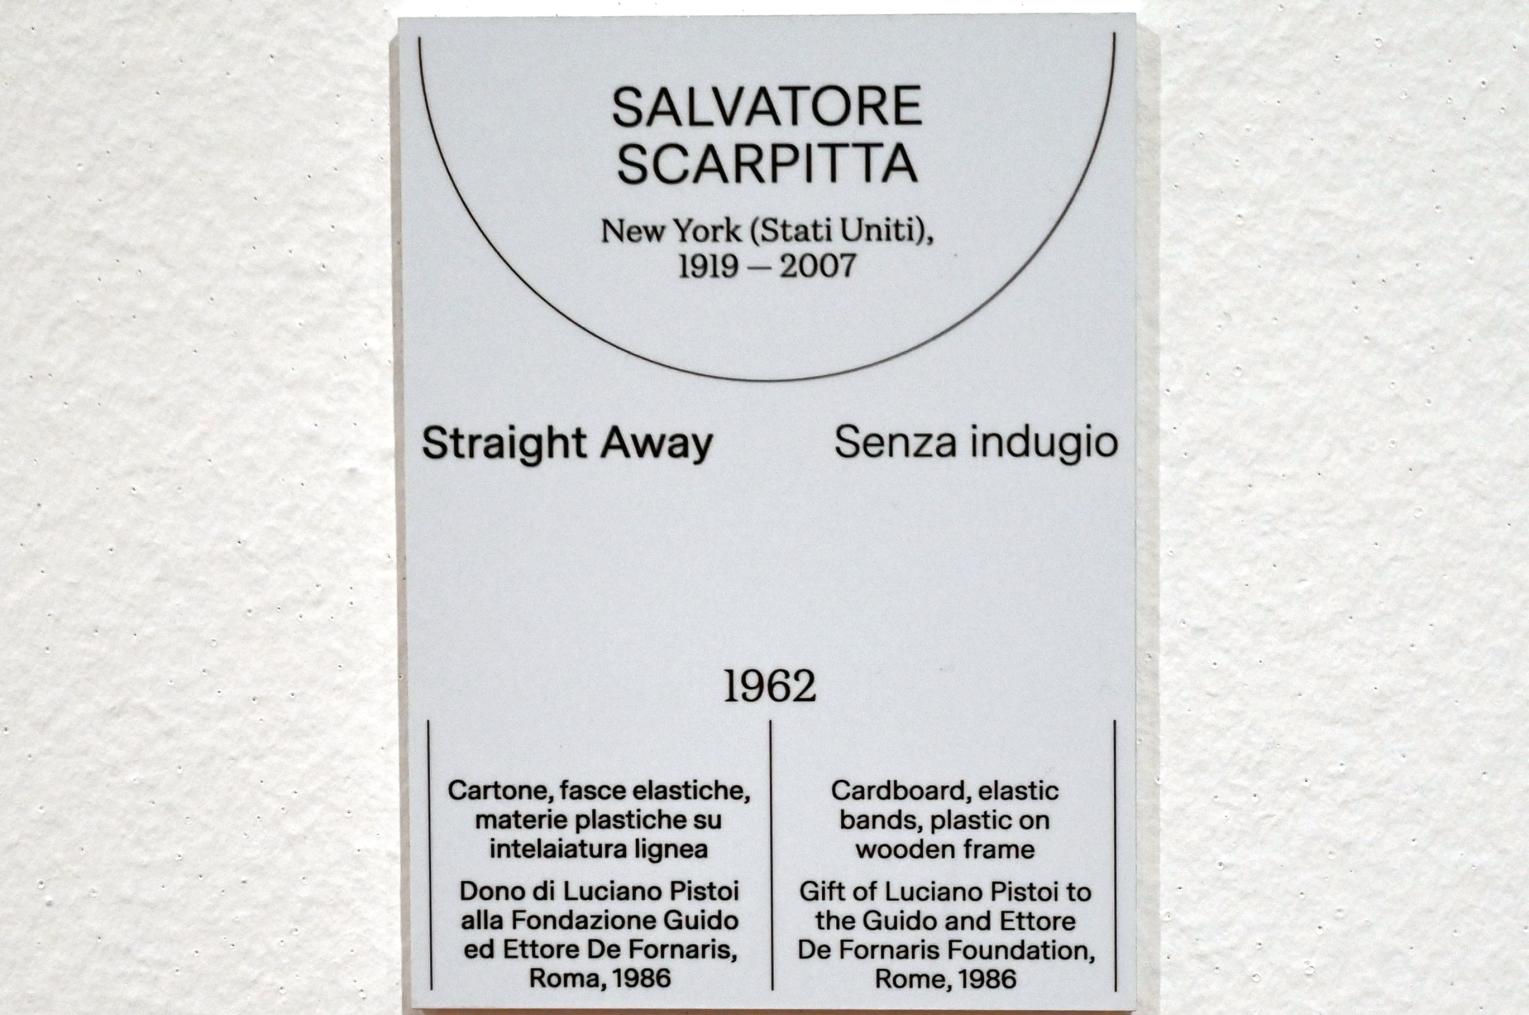 SALVATORE
SCARPITTA
New York (Stati Uniti),
1919 — 2007
Straight Away
Senza indugio
1962
Cartone, fasce elastiche,
materie plastiche su
intelaiatura lignea
Dono di Luciano Pistoi
alla Fondazione Guido
ed Ettore De Fornaris,
Roma, 1986
Cardboard, elastic
bands, plastic on
wooden frame
Gift of Luciano Pistoi to
the Guido and Ettore
De Fornaris Foundation,
Rome, 1986